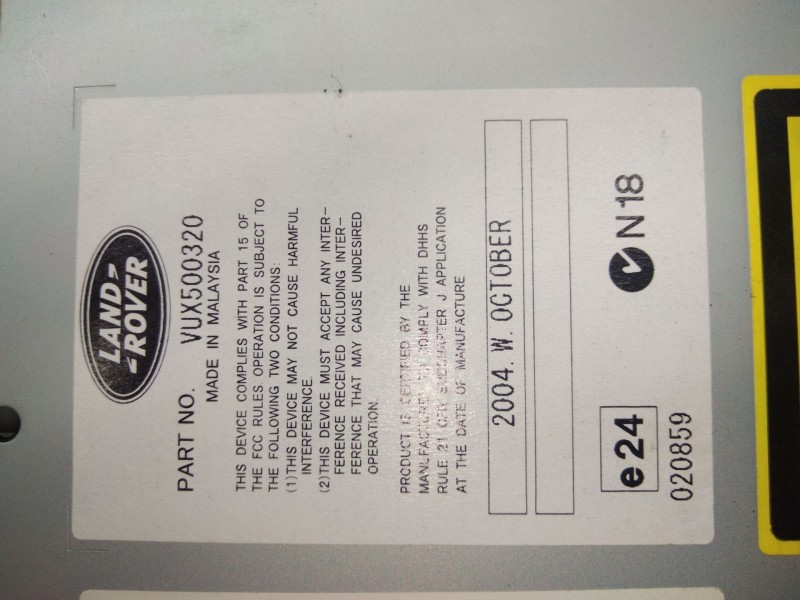 LAND-
-ROVER
PART NO. VUX500320
MADE IN MALAYSIA
THIS DEVICE COMPLIES WITH PART 15 OF
THE FCC RULES. OPERATION IS SUBJECT TO
THE FOLLOWING TWO CONDITIONS:
(1)THIS DEVICE MAY NOT CAUSE HARMFUL
INTERFERENCE.
(2)THIS DEVICE MUST ACCEPT ANY INTER-
FERENCE RECEIVED INCLUDING INTER-
FERENCE THAT MAY CAUSE UNDESIRED
OPERATION.
PRODUCT IS CERTIFIED BY THE
MANUFACTURER TO COMPLY WITH DHHS
RULE 21 CFR SUBCHAPTER J APPLICATION
AT THE DATE OF MANUFACTURE
2004. W. OCTOBER
e24
N18
020859